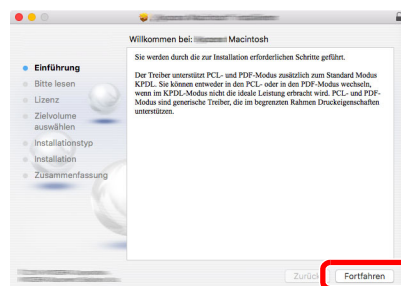 Willkommen bei: Macintosh
Einführung
Bitte lesen
Lizenz
Zielvolume
auswählen
Installationstyp
Installation
Zusammenfassung
Sie werden durch die zur Installation erforderlichen Schritte geführt.
Der Treiber unterstützt PCL- und PDF-Modus zusätzlich zum Standard Modus
KPDL. Sie können entweder in den PCL- oder in den PDF-Modus wechseln,
wenn im KPDL-Modus nicht die ideale Leistung erbracht wird. PCL- und PDF-
Modus sind generische Treiber, die im begrenzten Rahmen Druckeigenschaften
unterstützen.
Zurück
Fortfahren